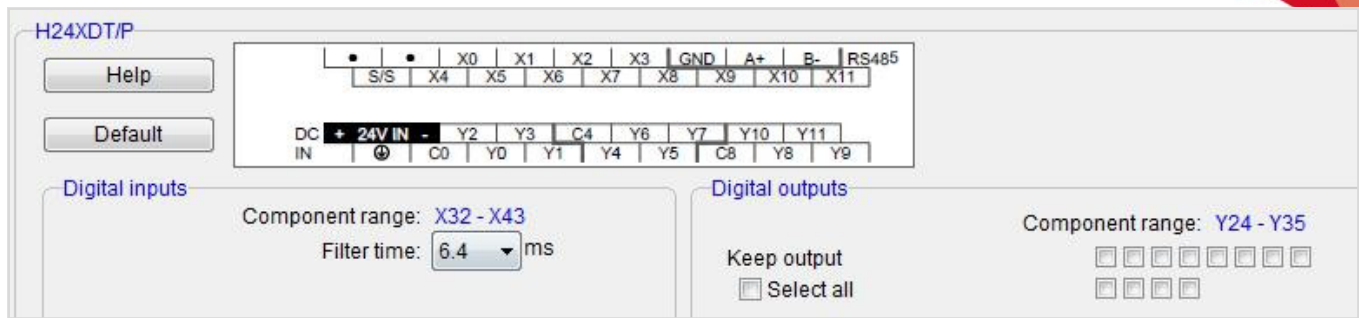 H24XDT/P
Help
Default
• • X0 X1 X2 X3 GND A+ B- RS485
S/S X4 X5 X6 X7 X8 X9 X10 X11
DC + 24V IN - Y2 Y3 C4 Y6 Y7 Y10 Y11
IN C0 Y0 Y1 Y4 Y5 C8 Y8 Y9
Digital inputs
Component range: X32 - X43
Filter time: 6.4 ms
Digital outputs
Component range: Y24 - Y35
Keep output
Select all